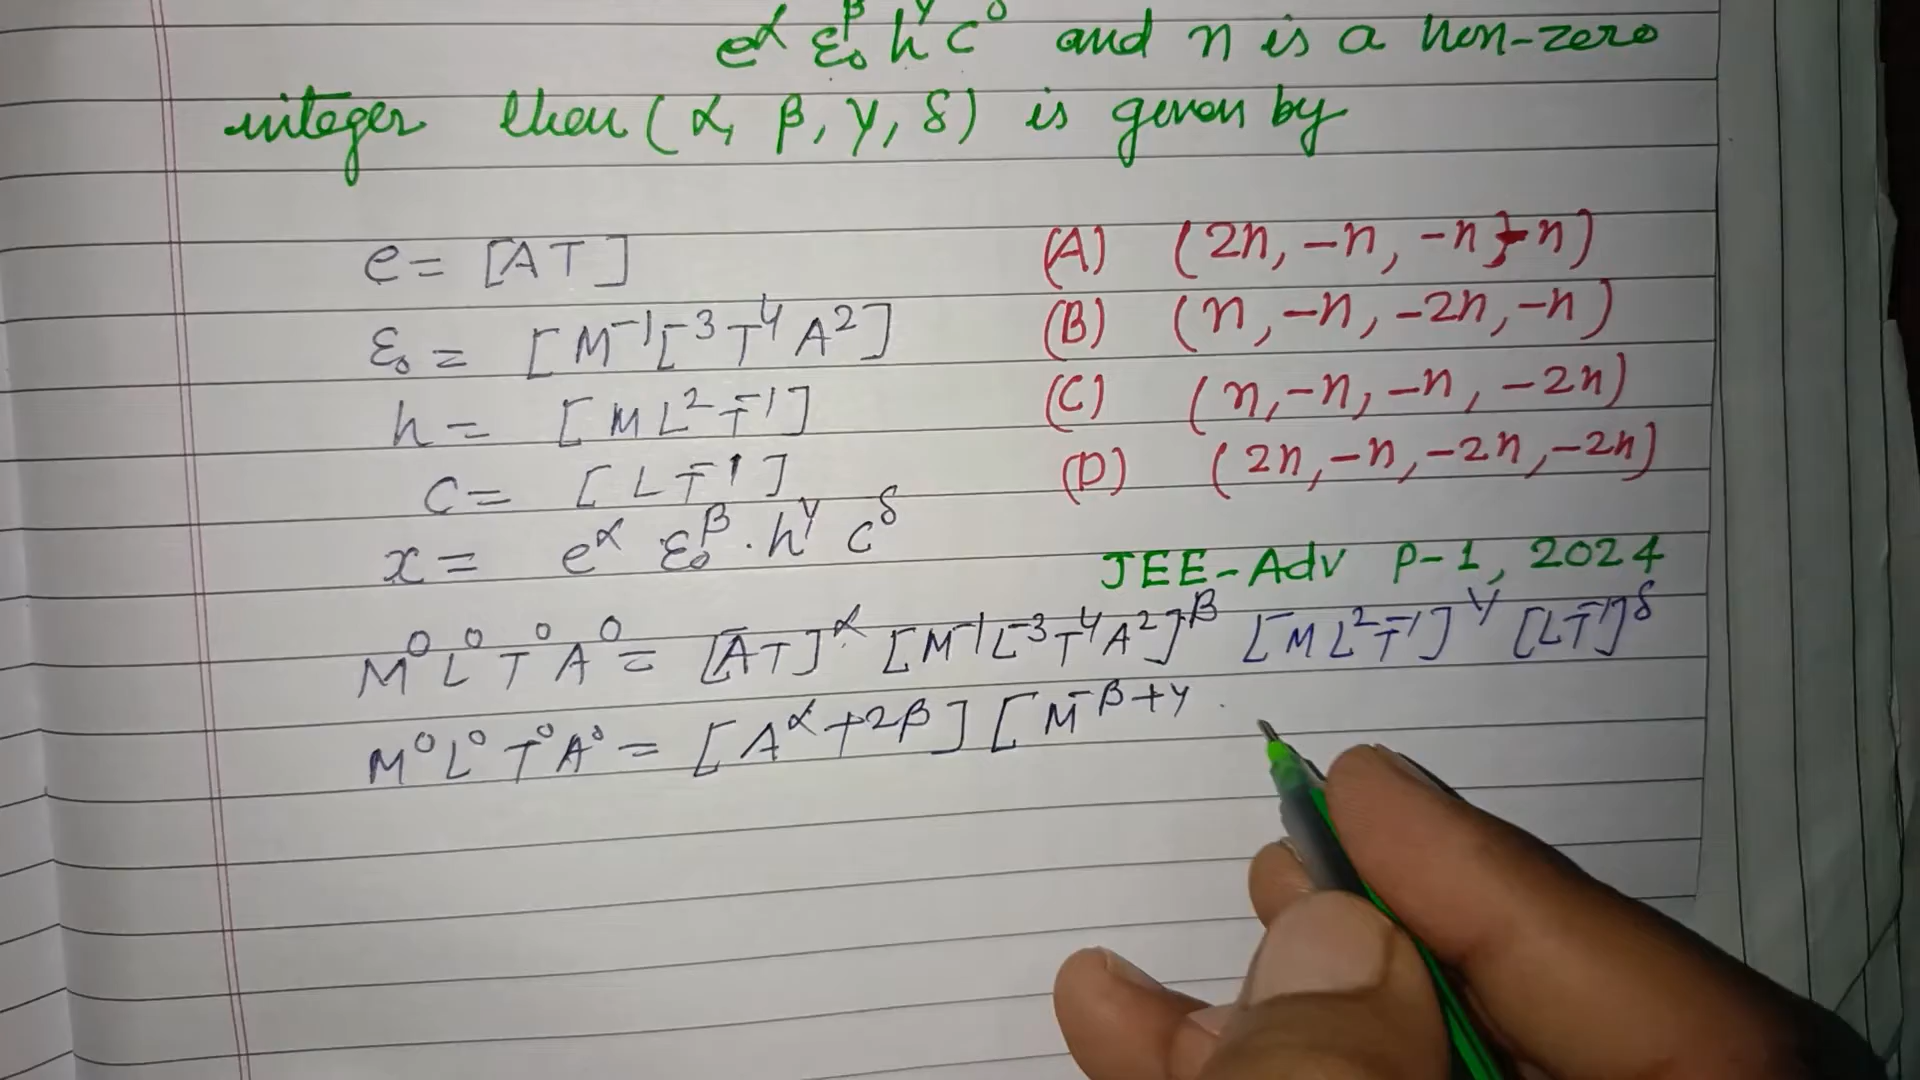 e^α ε₀^β h^γ c^δ and n is a non-zero
integer then (α, β, γ, δ) is given by
e = [AT]
(A) (2n, -n, -n, -n)
ε₀ = [M⁻¹L⁻³T⁴A²]
(B) (n, -n, -2n, -n)
h = [ML²T⁻¹]
(C) (n, -n, -n, -2n)
c = [LT⁻¹]
(D) (2n, -n, -2n, -2n)
x = e^α ε₀^β · h^γ c^δ
JEE-Adv P-1, 2024
M⁰L⁰T⁰A⁰ = [AT]^α [M⁻¹L⁻³T⁴A²]^β [ML²T⁻¹]^γ [LT⁻¹]^δ
M⁰L⁰T⁰A⁰ = [A^α+2β] [M^-β+γ